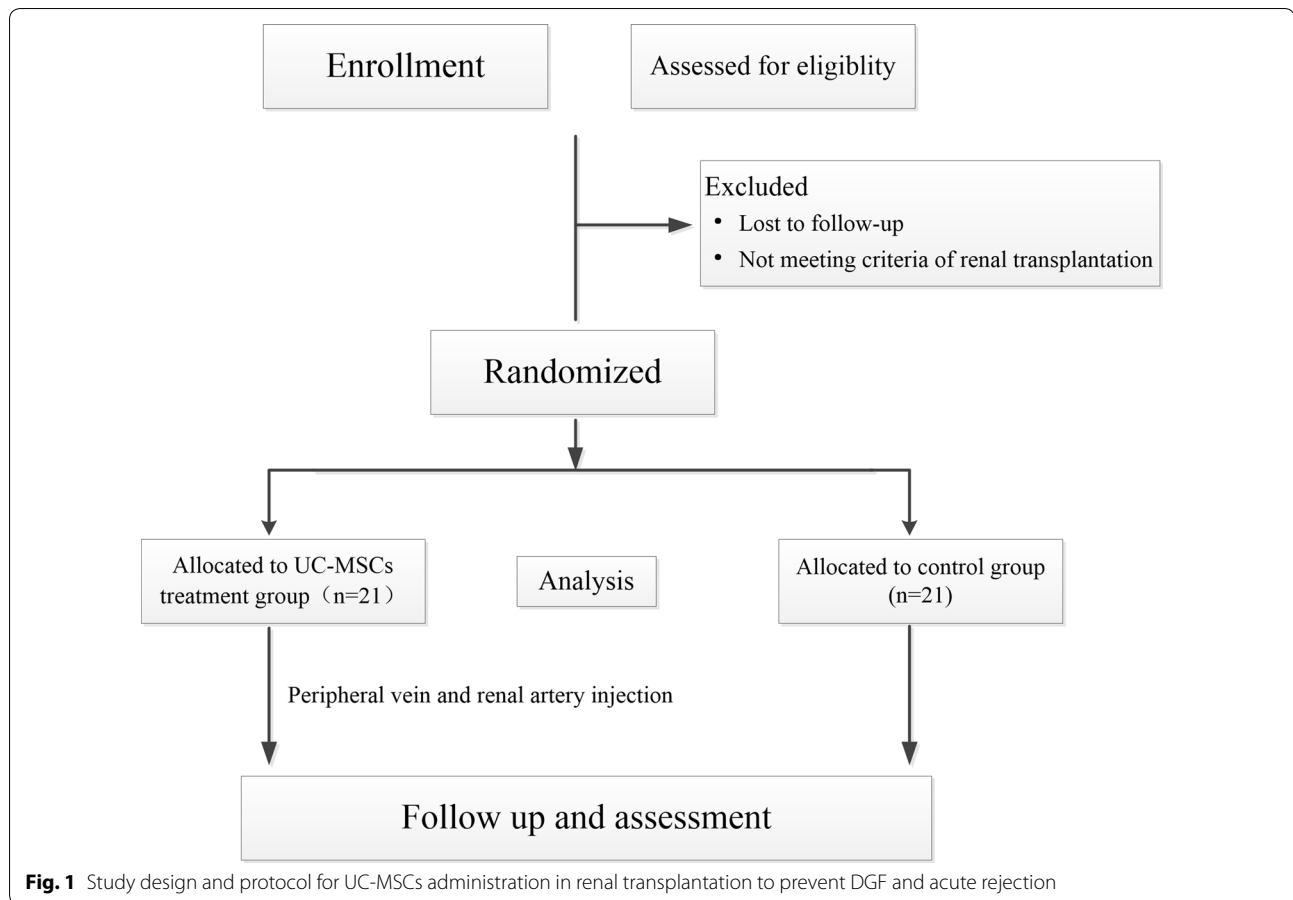 Enrollment
Assessed for eligiblity
Excluded
• Lost to follow-up
• Not meeting criteria of renal transplantation
Randomized
Allocated to UC-MSCs
treatment group（n=21）
Analysis
Allocated to control group
(n=21)
Peripheral vein and renal artery injection
Follow up and assessment
Fig. 1 Study design and protocol for UC-MSCs administration in renal transplantation to prevent DGF and acute rejection